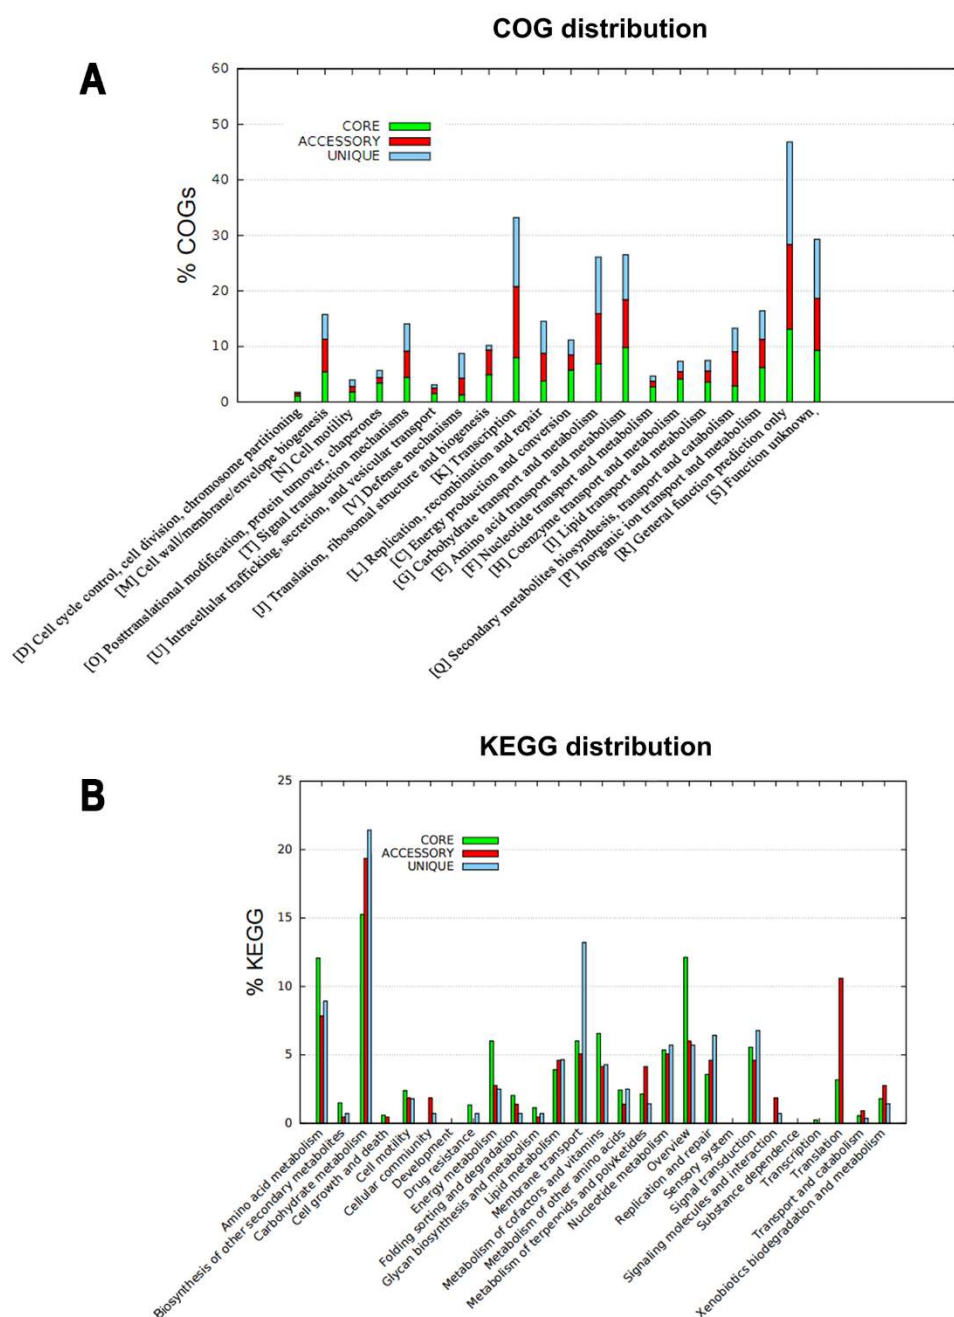 COG distribution
A
60
50
40
30
20
10
0
% COGs
CORE
ACCESSORY
UNIQUE
[D] Cell cycle control, cell division, chromosome partitioning
[M] Cell wall/membrane/envelope biogenesis
[N] Cell motility
[O] Posttranslational modification, protein turnover, chaperones
[T] Signal transduction mechanisms
[U] Intracellular trafficking, secretion, and vesicular transport
[V] Defense mechanisms
[J] Translation, ribosomal structure and biogenesis
[K] Transcription
[L] Replication, recombination and repair
[C] Energy production and conversion
[G] Carbohydrate transport and metabolism
[E] Amino acid transport and metabolism
[F] Nucleotide transport and metabolism
[H] Coenzyme transport and metabolism
[I] Lipid transport and metabolism
[Q] Secondary metabolites biosynthesis, transport and catabolism
[P] Inorganic ion transport and metabolism
[R] General function prediction only
[S] Function unknown,
KEGG distribution
B
25
20
15
10
5
0
% KEGG
CORE
ACCESSORY
UNIQUE
Amino acid metabolism
Biosynthesis of other secondary metabolites
Carbohydrate metabolism
Cell growth and death
Cell motility
Cellular community
Development
Drug resistance
Energy metabolism
Folding sorting and degradation
Glycan biosynthesis and metabolism
Lipid metabolism
Membrane transport
Metabolism of cofactors and vitamins
Metabolism of other amino acids
Metabolism of terpenoids and polyketides
Nucleotide metabolism
Overview
Replication and repair
Sensory system
Signal transduction
Signaling molecules and interaction
Substance dependence
Transcription
Translation
Transport and catabolism
Xenobiotics biodegradation and metabolism